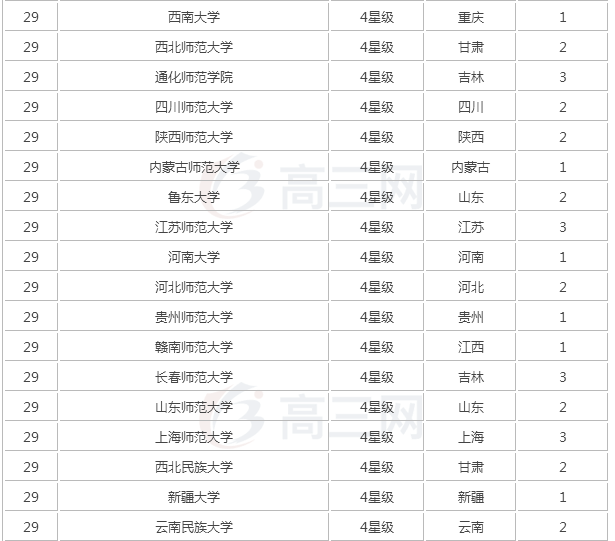 29 西南大学 4星级 重庆 1
29 西北师范大学 4星级 甘肃 2
29 通化师范学院 4星级 吉林 3
29 四川师范大学 4星级 四川 2
29 陕西师范大学 4星级 陕西 2
29 内蒙古师范大学 4星级 内蒙古 1
29 鲁东大学 4星级 山东 2
29 江苏师范大学 4星级 江苏 3
29 河南大学 4星级 河南 1
29 河北师范大学 4星级 河北 2
29 贵州师范大学 4星级 贵州 1
29 赣南师范大学 4星级 江西 1
29 长春师范大学 4星级 吉林 3
29 山东师范大学 4星级 山东 2
29 上海师范大学 4星级 上海 3
29 西北民族大学 4星级 甘肃 2
29 新疆大学 4星级 新疆 1
29 云南民族大学 4星级 云南 2
高三网
高三网